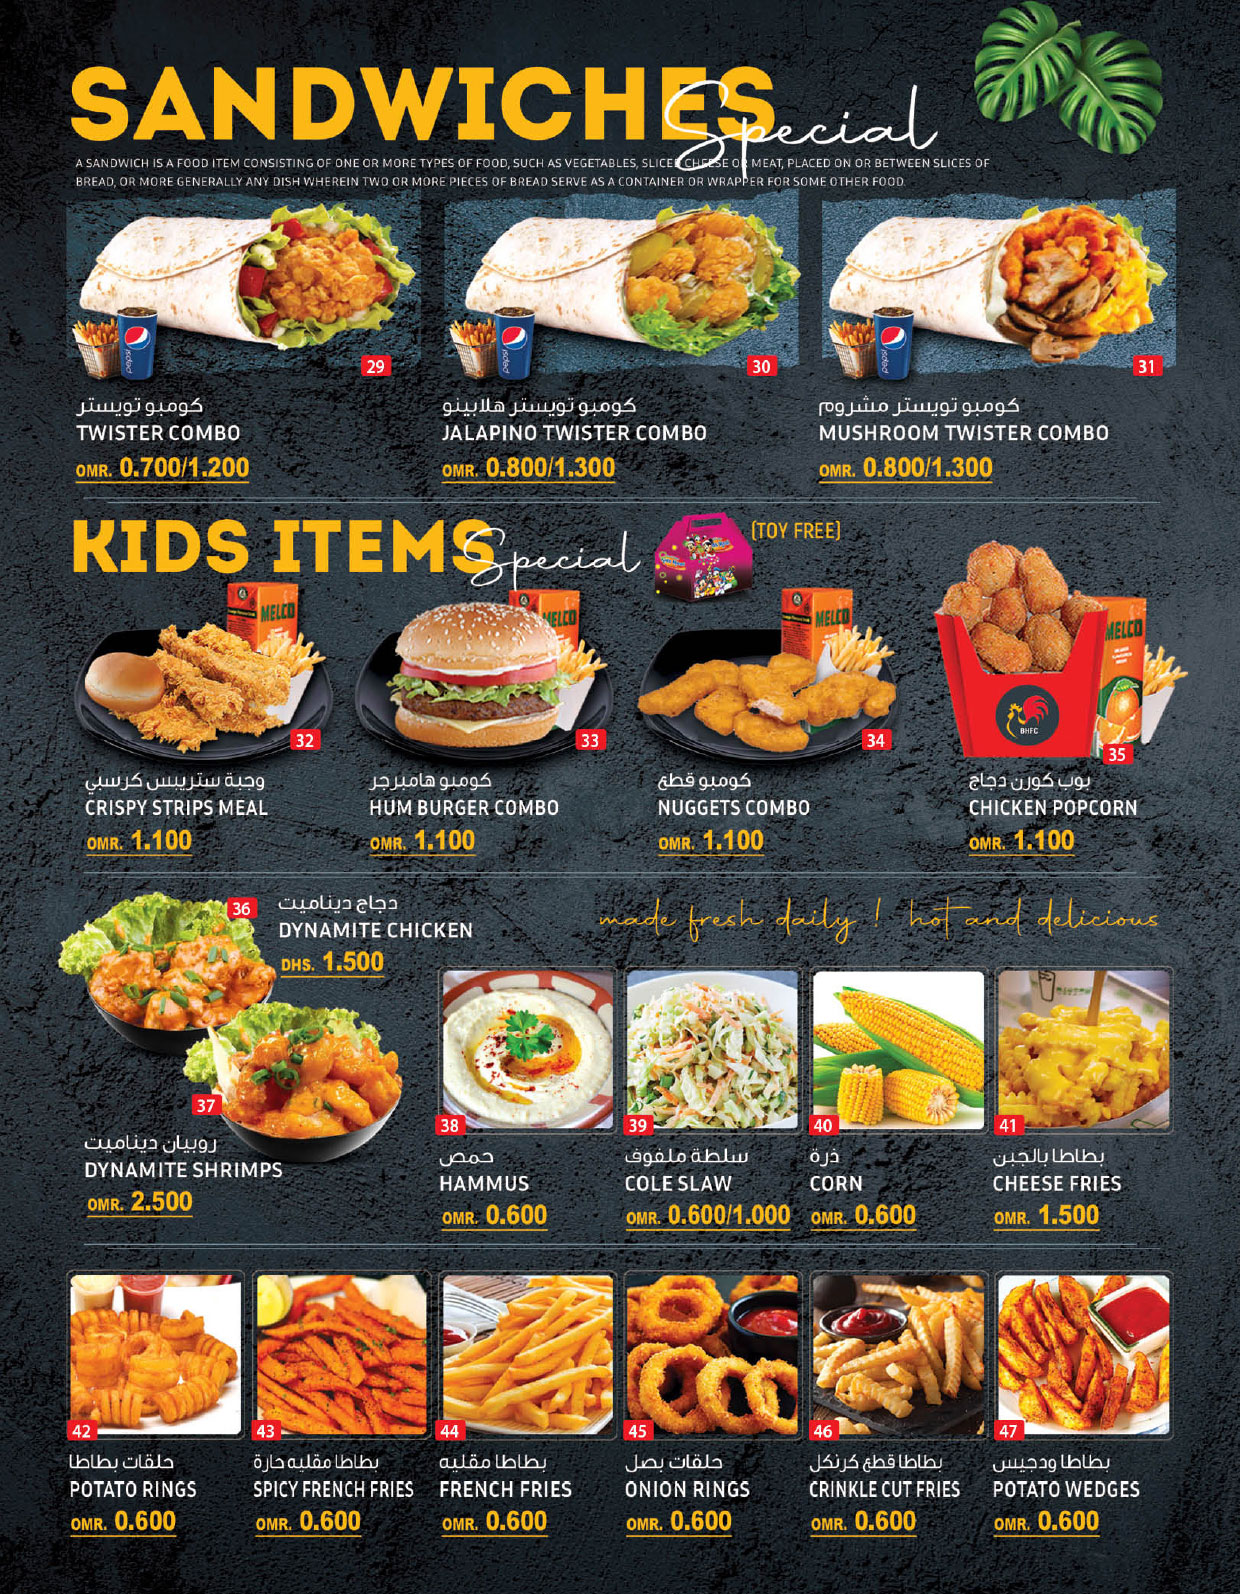 SANDWICHES
Special
A SANDWICH IS A FOOD ITEM CONSISTING OF ONE OR MORE TYPES OF FOOD, SUCH AS VEGETABLES, SLICED CHEESE OR MEAT, PLACED ON OR BETWEEN SLICES OF
BREAD, OR MORE GENERALLY ANY DISH WHEREIN TWO OR MORE PIECES OF BREAD SERVE AS A CONTAINER OR WRAPPER FOR SOME OTHER FOOD.
pepsi
29
كومبو تويستر
TWISTER COMBO
OMR. 0.700/1.200
pepsi
30
كومبو تويستر هلابينو
JALAPINO TWISTER COMBO
OMR. 0.800/1.300
pepsi
31
كومبو تويستر مشروم
MUSHROOM TWISTER COMBO
OMR. 0.800/1.300
KIDS ITEMS
Special
(TOY FREE)
MELCO
32
وجبة ستريبس كرسبي
CRISPY STRIPS MEAL
OMR. 1.100
MELCO
33
كومبو هامبرجر
HUM BURGER COMBO
OMR. 1.100
MELCO
34
كومبو قطع
NUGGETS COMBO
OMR. 1.100
MELCO
BHFC
35
بوب كورن دجاج
CHICKEN POPCORN
OMR. 1.100
36
دجاج ديناميت
DYNAMITE CHICKEN
DHS. 1.500
made fresh daily ! hot and delicious
37
روبيان ديناميت
DYNAMITE SHRIMPS
OMR. 2.500
38
حمص
HAMMUS
OMR. 0.600
39
سلطة ملفوف
COLE SLAW
OMR. 0.600/1.000
40
ذرة
CORN
OMR. 0.600
41
بطاطا بالجبن
CHEESE FRIES
OMR. 1.500
42
حلقات بطاطا
POTATO RINGS
OMR. 0.600
43
بطاطا مقليه حارة
SPICY FRENCH FRIES
OMR. 0.600
44
بطاطا مقليه
FRENCH FRIES
OMR. 0.600
45
حلقات بصل
ONION RINGS
OMR. 0.600
46
بطاطا قطع كرنكل
CRINKLE CUT FRIES
OMR. 0.600
47
بطاطا ودجيس
POTATO WEDGES
OMR. 0.600